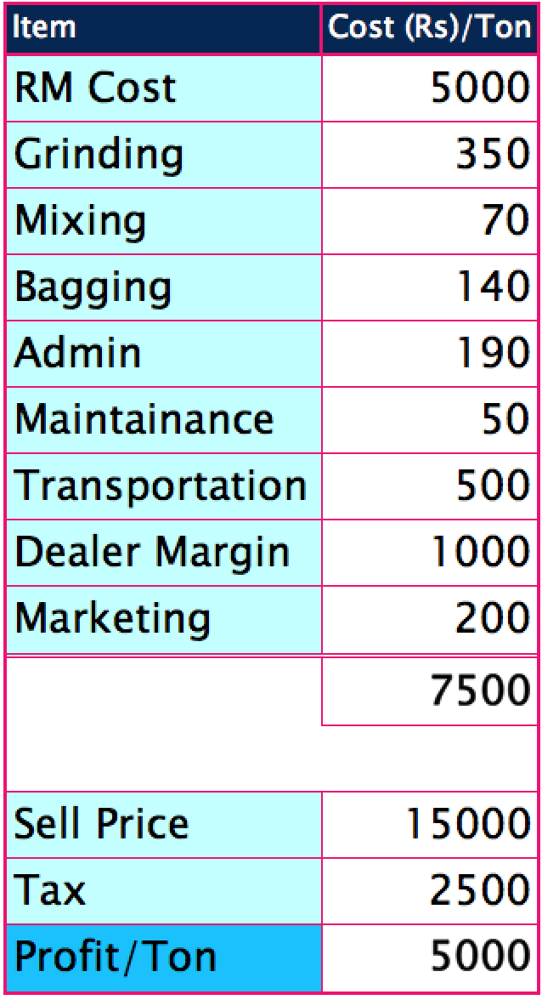 Item Cost (Rs)/Ton
RM Cost 5000
Grinding 350
Mixing 70
Bagging 140
Admin 190
Maintainance 50
Transportation 500
Dealer Margin 1000
Marketing 200
7500
Sell Price 15000
Tax 2500
Profit/Ton 5000